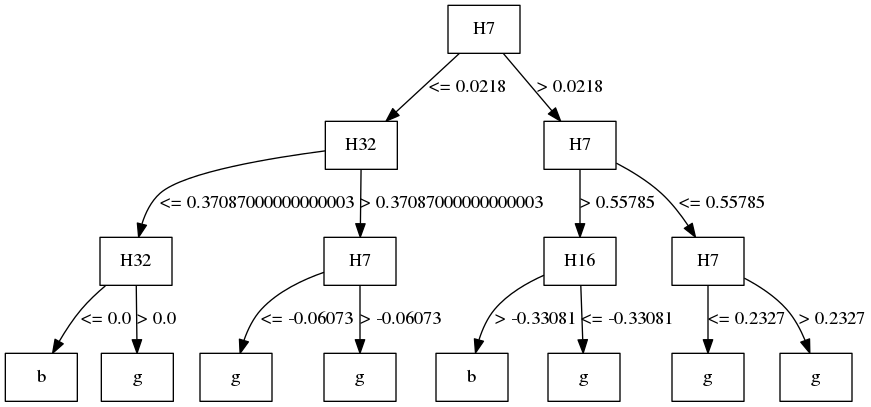 H7
<= 0.0218 > 0.0218
H32 H7
<= 0.37087000000000003 > 0.37087000000000003 > 0.55785 <= 0.55785
H32 H7 H16 H7
<= 0.0 > 0.0 <= -0.06073 > -0.06073 > -0.33081 <= -0.33081 <= 0.2327 > 0.2327
b g g g b g g g